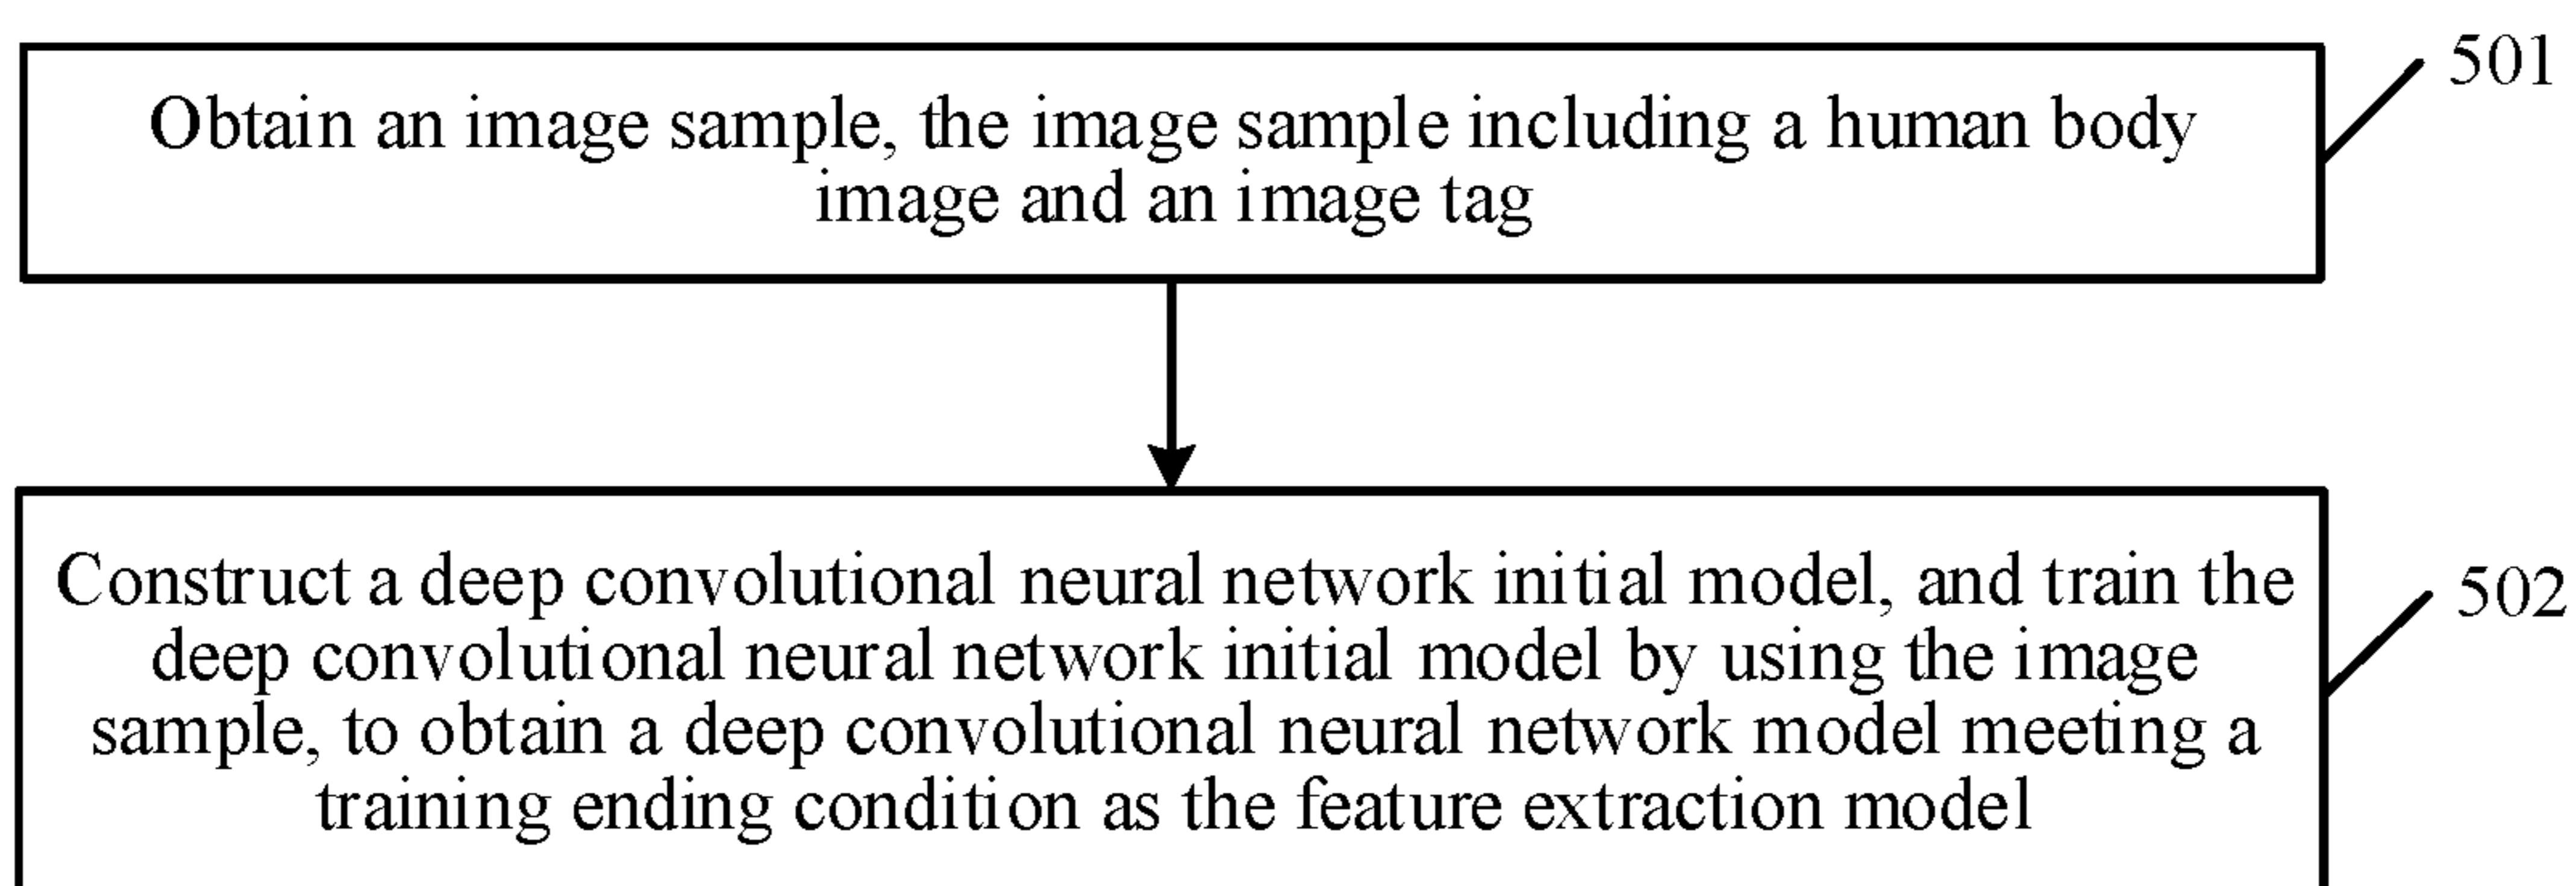 501
Obtain an image sample, the image sample including a human body
image and an image tag
502
Construct a deep convolutional neural network initial model, and train the
deep convolutional neural network initial model by using the image
sample, to obtain a deep convolutional neural network model meeting a
training ending condition as the feature extraction model